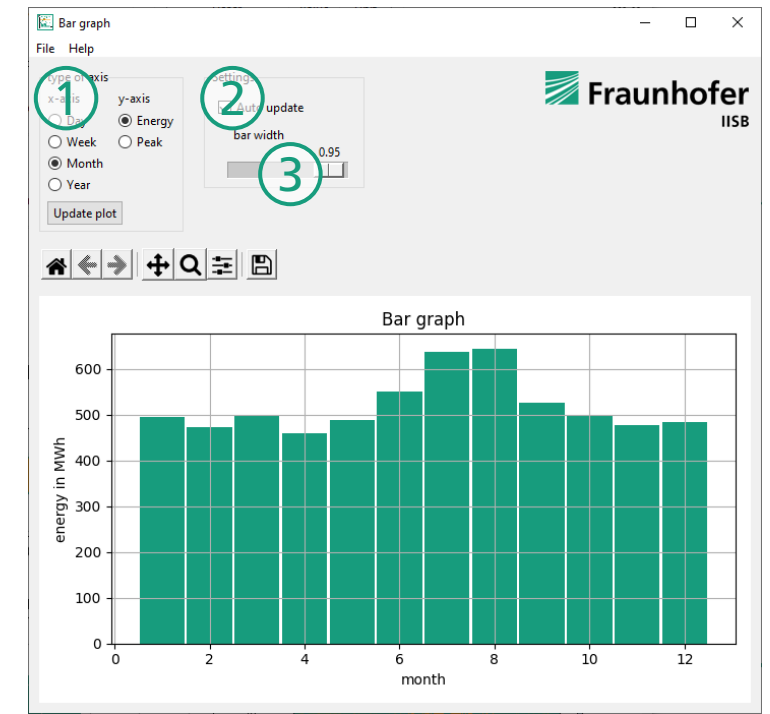 Bar graph
File Help
type of axis
x-axis y-axis
Day Energy
Week Peak
Month
Year
Update plot
1
Settings
2
Auto update
bar width
0.95
3
Fraunhofer
IISB
Bar graph
energy in MWh
600
500
400
300
200
100
0
0 2 4 6 8 10 12
month